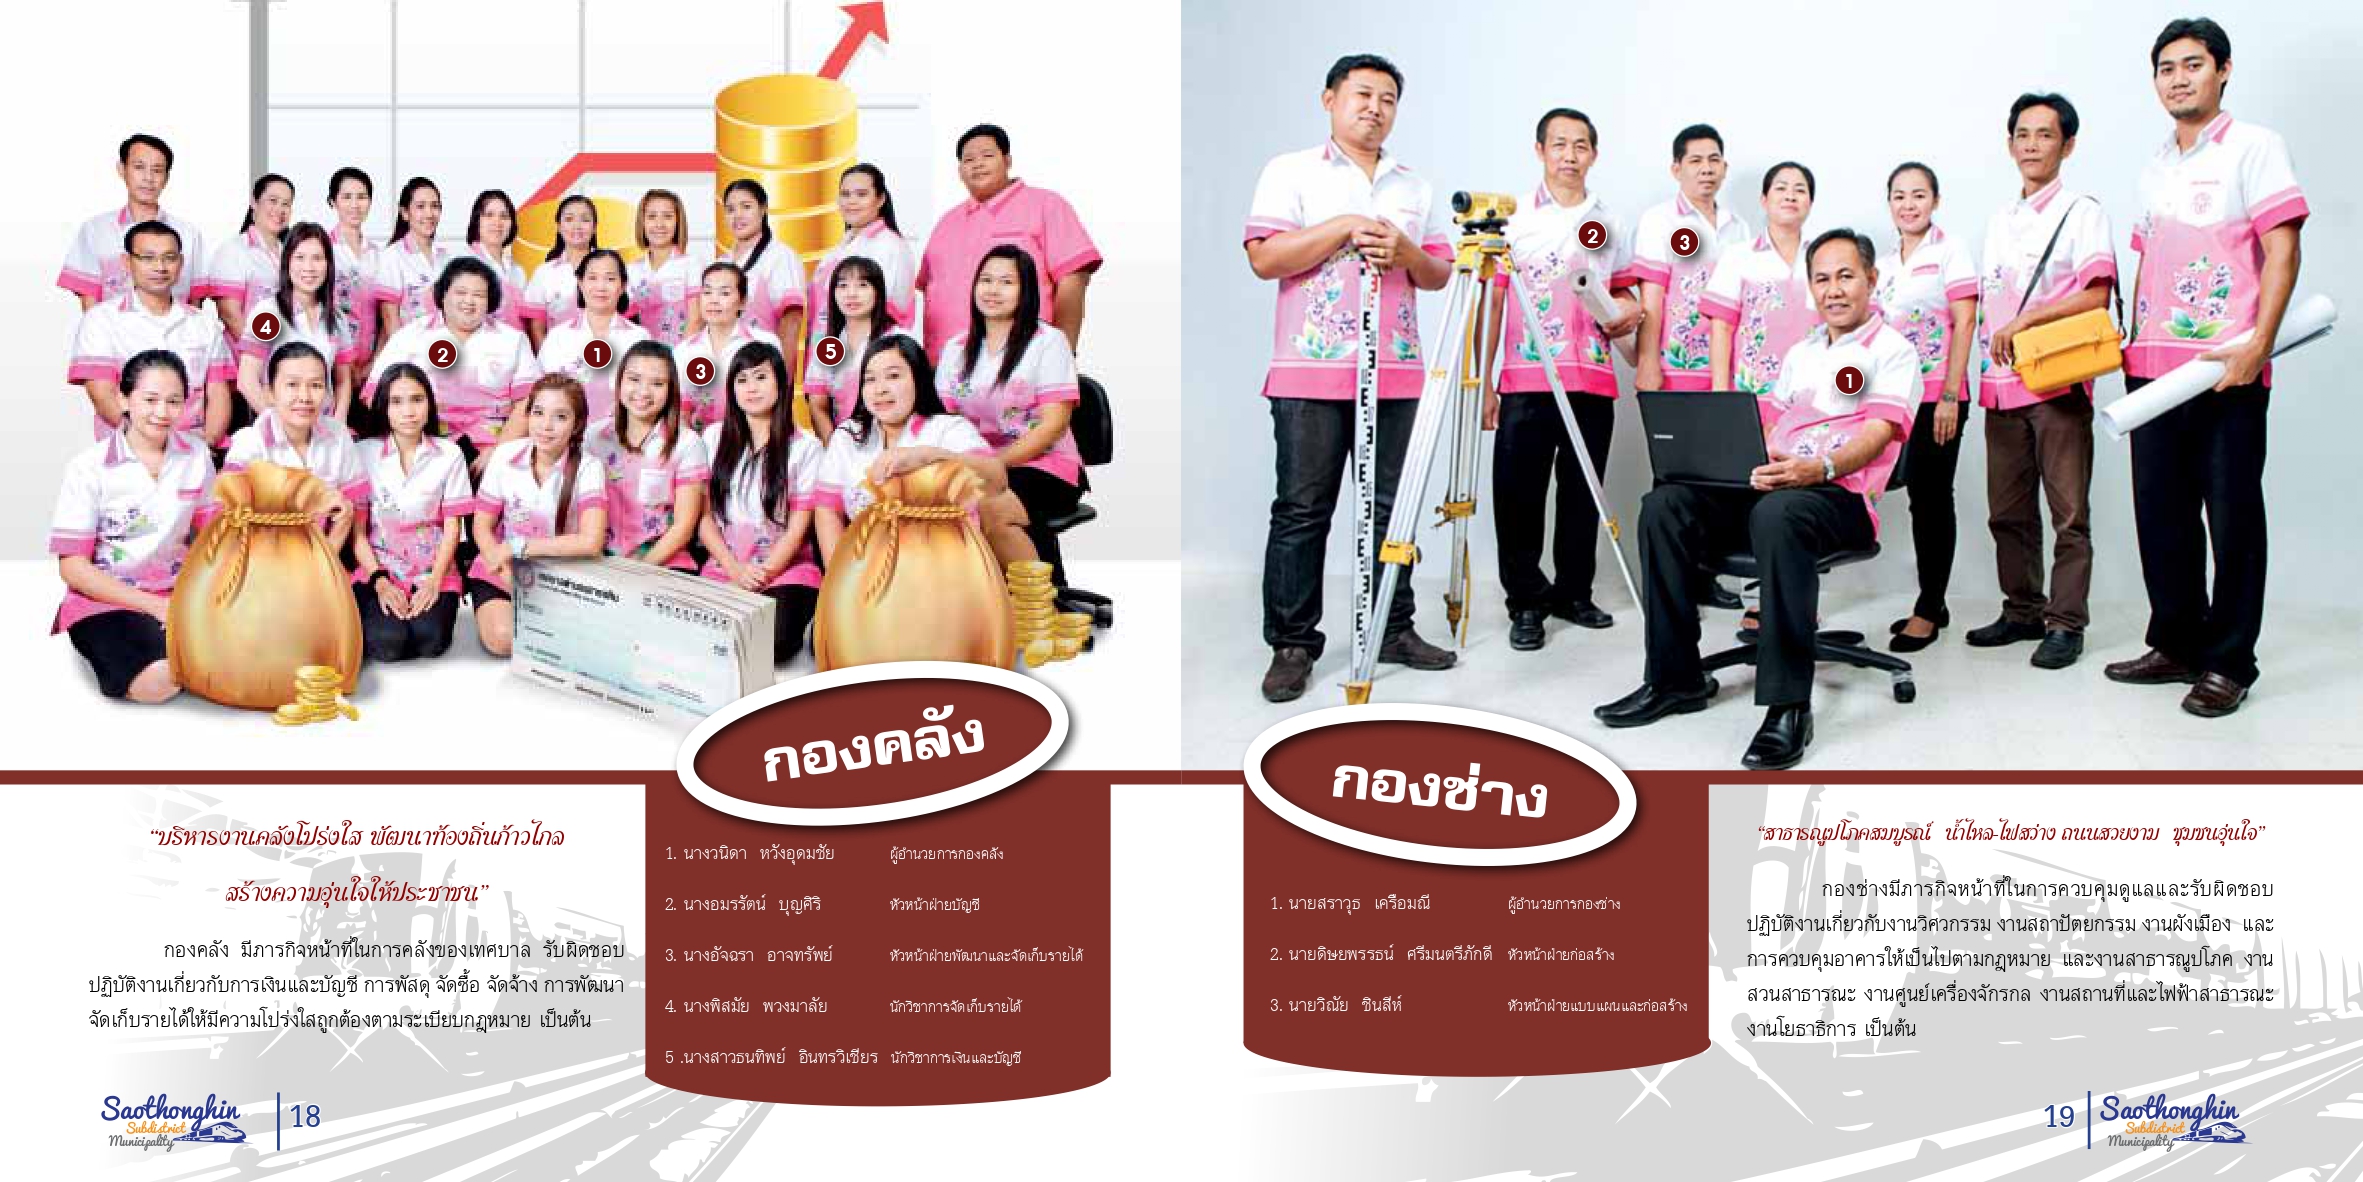 4
2
1
3
5
กองคลัง
“บริหารงานคลังโปร่งใส พัฒนาท้องถิ่นก้าวไกล
สร้างความอุ่นใจให้ประชาชน”
กองคลัง มีภารกิจหน้าที่ในการคลังของเทศบาล รับผิดชอบ
ปฏิบัติงานเกี่ยวกับการเงินและบัญชี การพัสดุ จัดซื้อ จัดจ้าง การพัฒนา
จัดเก็บรายได้ให้มีความโปร่งใสถูกต้องตามระเบียบกฎหมาย เป็นต้น
1. นางวนิดา หวังอุดมชัย ผู้อำนวยการกองคลัง
2. นางอมรรัตน์ บุญศิริ หัวหน้าฝ่ายบัญชี
3. นางอัจฉรา อาจทรัพย์ หัวหน้าฝ่ายพัฒนาและจัดเก็บรายได้
4. นางพิสมัย พวงมาลัย นักวิชาการจัดเก็บรายได้
5 .นางสาวธนทิพย์ อินทรวิเชียร นักวิชาการเงินและบัญชี
Saothonghin
Subdistrict
Municipality
18
2
3
1
กองช่าง
1. นายสราวุธ เครือมณี ผู้อำนวยการกองช่าง
2. นายดิษยพรรธน์ ศรีมนตรีภักดี หัวหน้าฝ่ายก่อสร้าง
3. นายวิณัย ชินสีห์ หัวหน้าฝ่ายแบบแผนและก่อสร้าง
“สาธารณูปโภคสมบูรณ์ น้ำไหล-ไฟสว่าง ถนนสวยงาม ชุมชนอุ่นใจ”
กองช่างมีภารกิจหน้าที่ในการควบคุมดูแลและรับผิดชอบ
ปฏิบัติงานเกี่ยวกับงานวิศวกรรม งานสถาปัตยกรรม งานผังเมือง และ
การควบคุมอาคารให้เป็นไปตามกฎหมาย และงานสาธารณูปโภค งาน
สวนสาธารณะ งานศูนย์เครื่องจักรกล งานสถานที่และไฟฟ้าสาธารณะ
งานโยธาธิการ เป็นต้น
19
Saothonghin
Subdistrict
Municipality